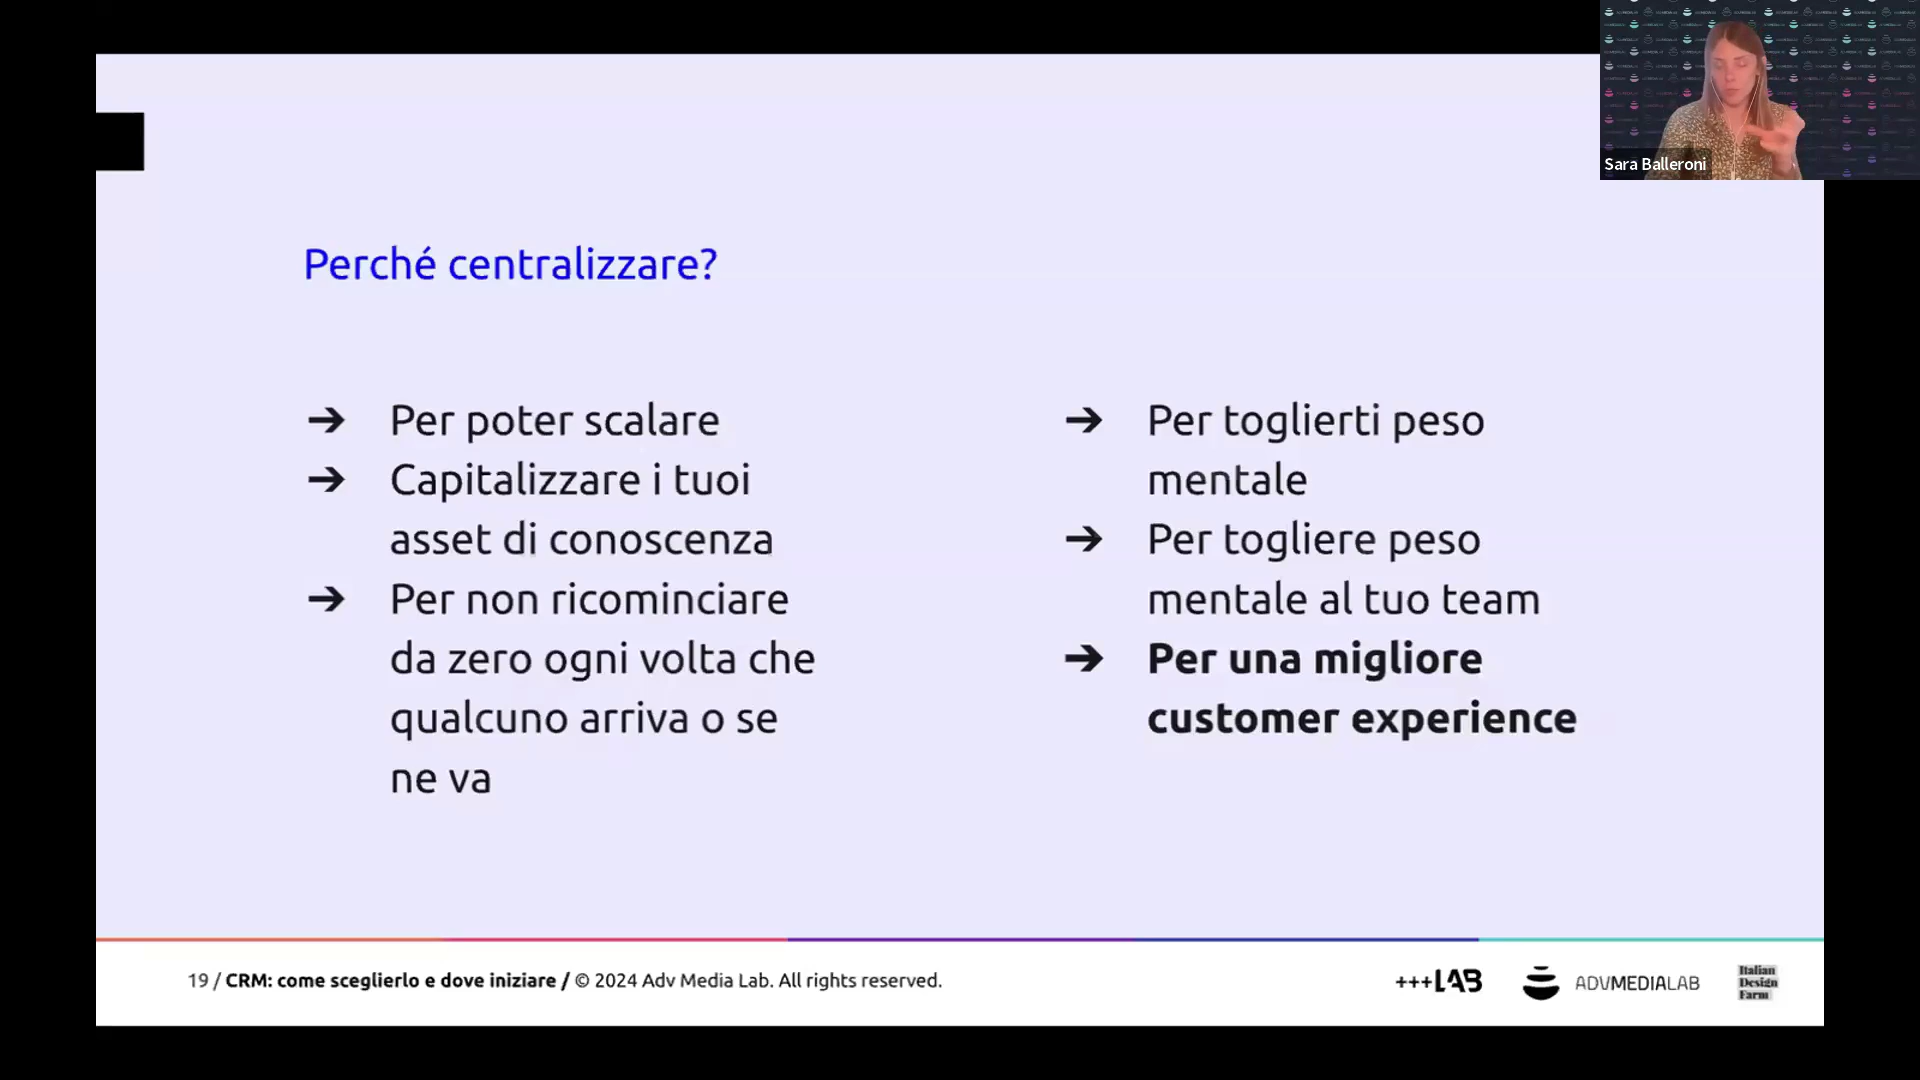 Sara Balleroni
Perché centralizzare?
➔ Per poter scalare
➔ Capitalizzare i tuoi
asset di conoscenza
➔ Per non ricominciare
da zero ogni volta che
qualcuno arriva o se
ne va
➔ Per toglierti peso
mentale
➔ Per togliere peso
mentale al tuo team
➔ Per una migliore
customer experience
19 / CRM: come sceglierlo e dove iniziare / © 2024 Adv Media Lab. All rights reserved.
+++LAB
ADVMEDIALAB
Italian
Design
Farm